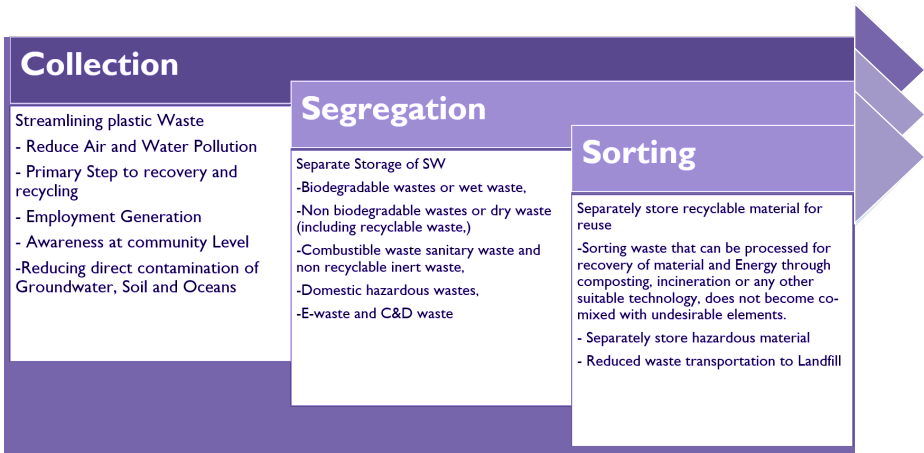 Collection
Streamlining plastic Waste
- Reduce Air and Water Pollution
- Primary Step to recovery and
recycling
- Employment Generation
- Awareness at community Level
-Reducing direct contamination of
Groundwater, Soil and Oceans
Segregation
Separate Storage of SW
-Biodegradable wastes or wet waste,
-Non biodegradable wastes or dry waste
(including recyclable waste,)
-Combustible waste sanitary waste and
non recyclable inert waste,
-Domestic hazardous wastes,
-E-waste and C&D waste
Sorting
Separately store recyclable material for
reuse
-Sorting waste that can be processed for
recovery of material and Energy through
composting, incineration or any other
suitable technology, does not become co-
mixed with undesirable elements.
- Separately store hazardous material
- Reduced waste transportation to Landfill